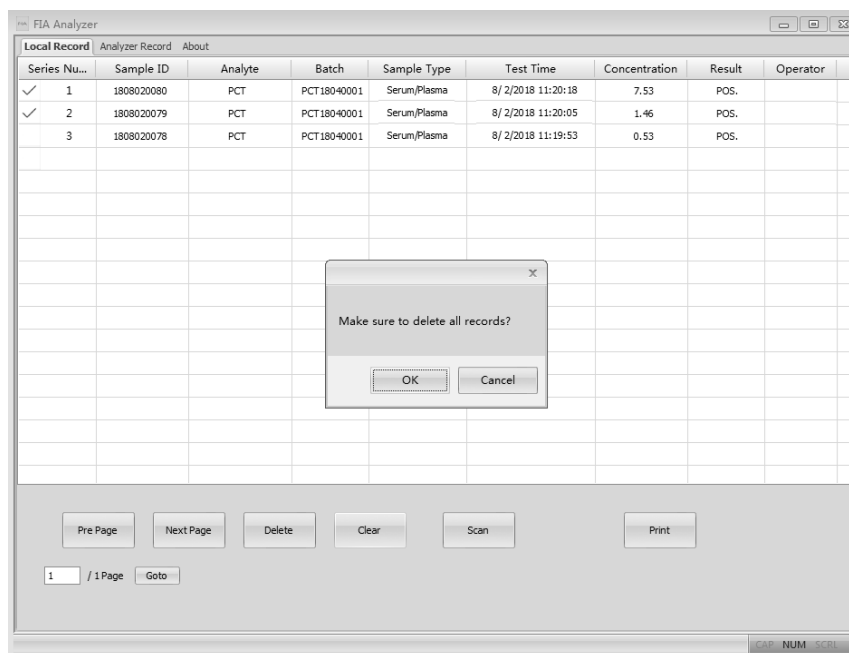 FIA Analyzer
Local Record Analyzer Record About
Series Nu... Sample ID Analyte Batch Sample Type Test Time Concentration Result Operator
1 1808020080 PCT PCT18040001 Serum/Plasma 8/ 2/2018 11:20:18 7.53 POS.
2 1808020079 PCT PCT18040001 Serum/Plasma 8/ 2/2018 11:20:05 1.46 POS.
3 1808020078 PCT PCT18040001 Serum/Plasma 8/ 2/2018 11:19:53 0.53 POS.
Make sure to delete all records?
OK Cancel
Pre Page Next Page Delete Clear Scan Print
1 / 1 Page Goto
CAP NUM SCRL